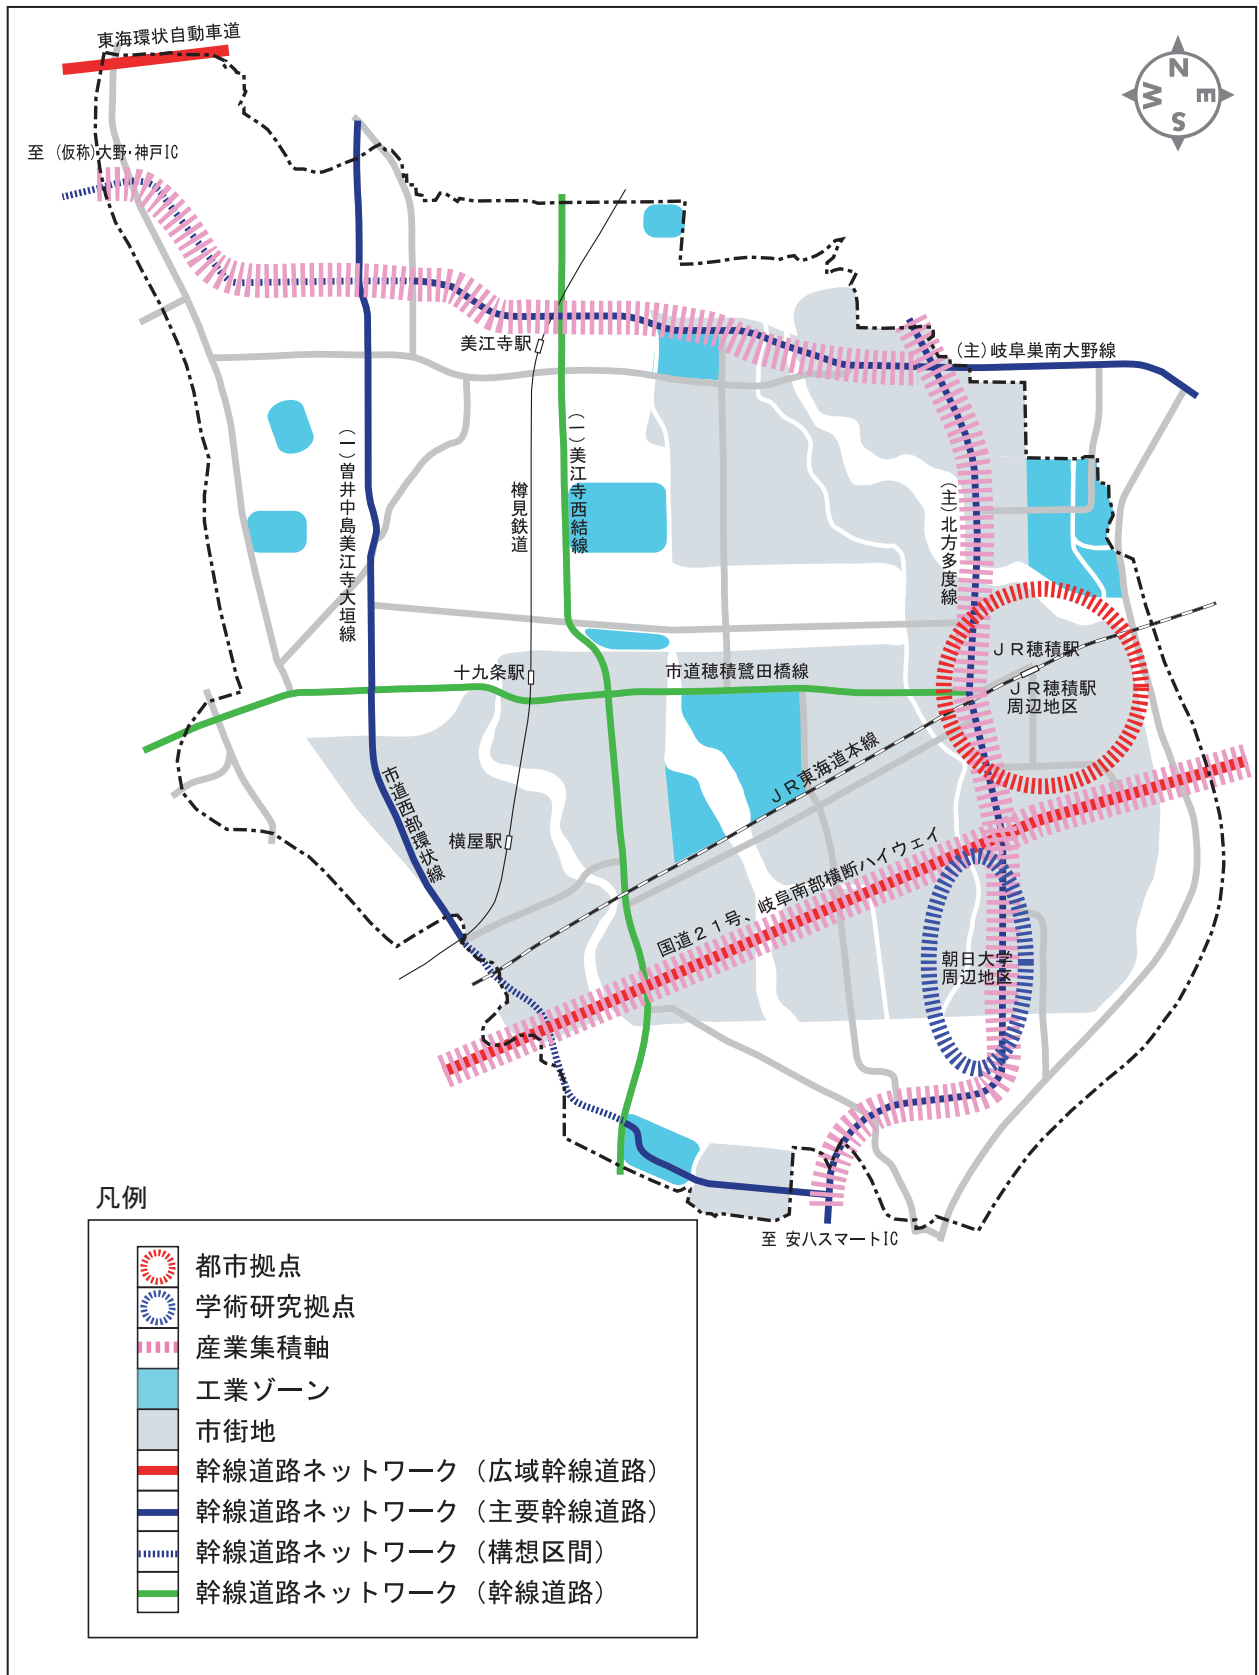 東海環状自動車道
N
E
S
W
至（仮称）大野・神戸IC
美江寺駅
（主）岐阜巣南大野線
（一）曽井中島美江寺大垣線
樽見鉄道
（一）美江寺西結線
（主）北方多度線
ＪＲ穂積駅
十九条駅
市道穂積鷺田橋線
ＪＲ穂積駅
周辺地区
市道西部環状線
横屋駅
ＪＲ東海道本線
国道２１号、岐阜南部横断ハイウェイ
朝日大学
周辺地区
至 安八スマートIC
凡例
都市拠点
学術研究拠点
産業集積軸
工業ゾーン
市街地
幹線道路ネットワーク（広域幹線道路）
幹線道路ネットワーク（主要幹線道路）
幹線道路ネットワーク（構想区間）
幹線道路ネットワーク（幹線道路）